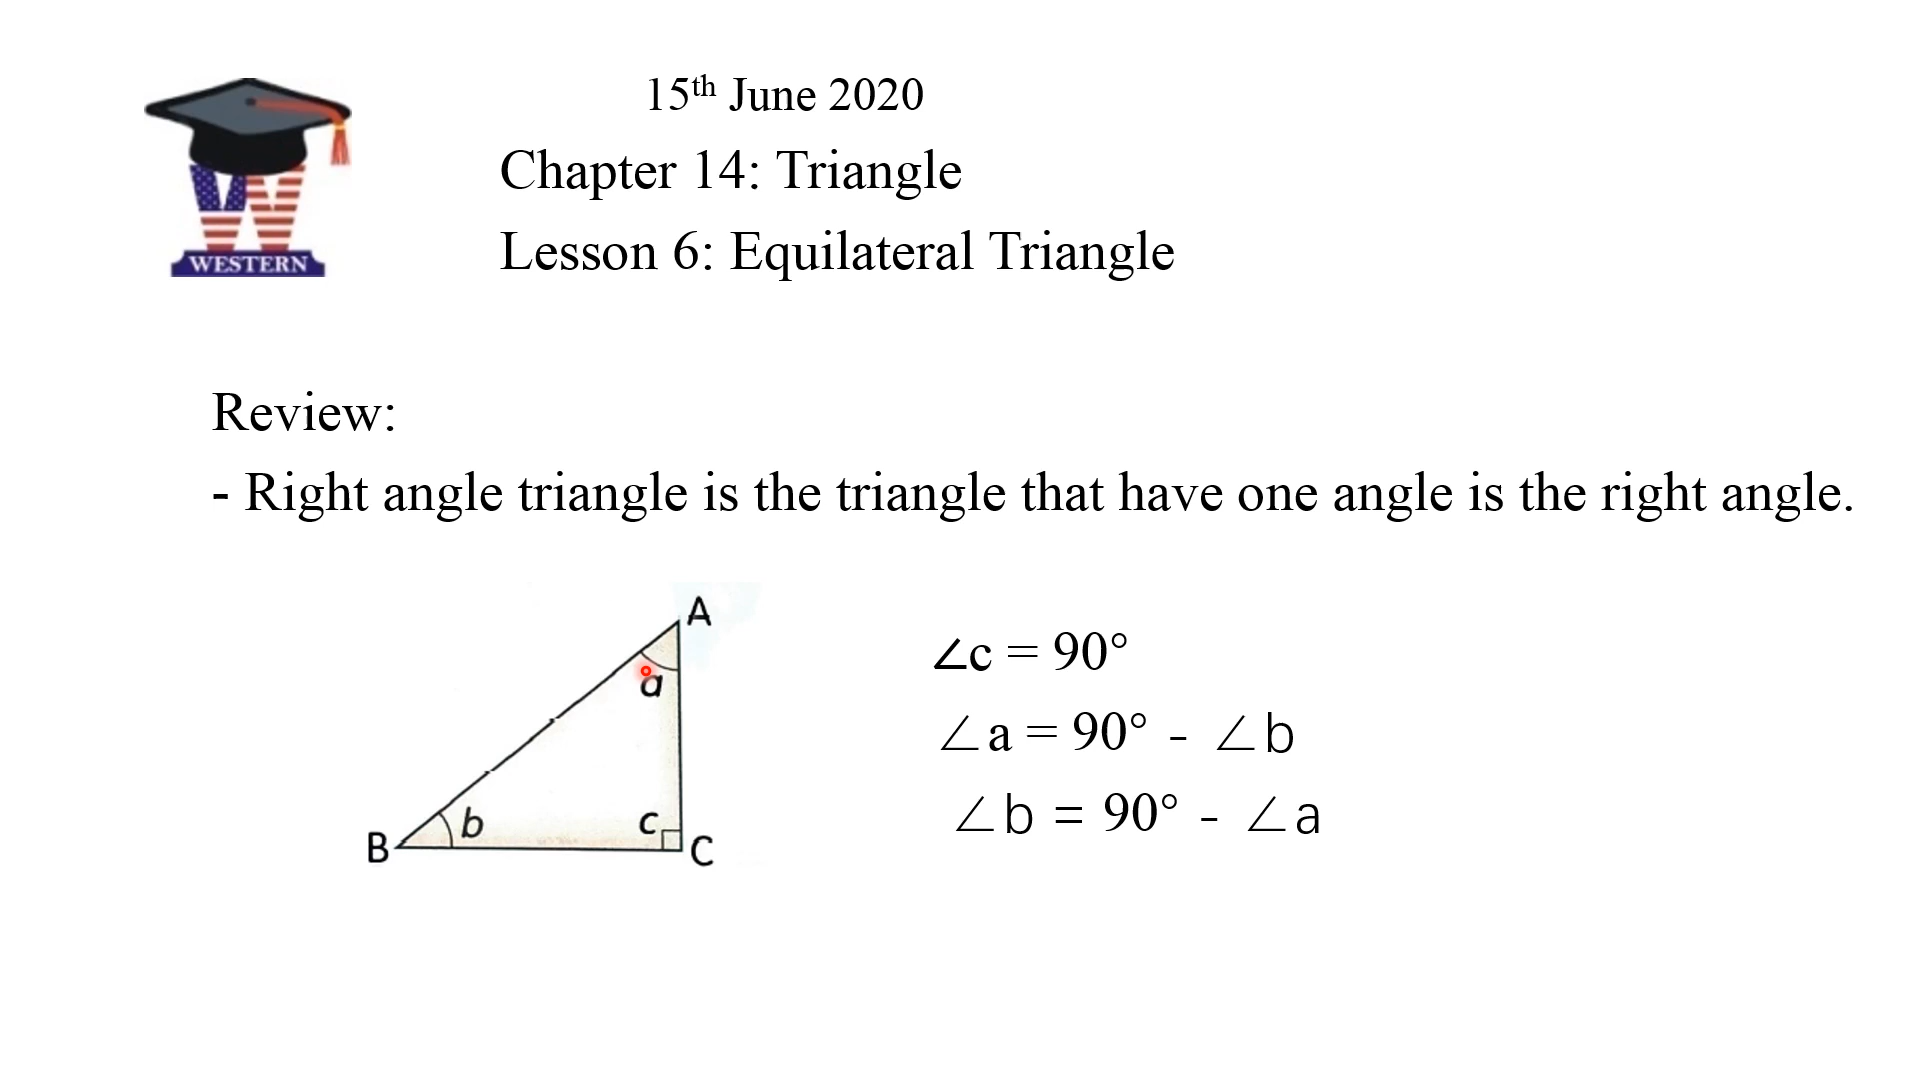 15th June 2020
Chapter 14: Triangle
Lesson 6: Equilateral Triangle
WESTERN
Review:
- Right angle triangle is the triangle that have one angle is the right angle.
A
a
B
b
c
C
∠c = 90°
∠a = 90° - ∠b
∠b = 90° - ∠a